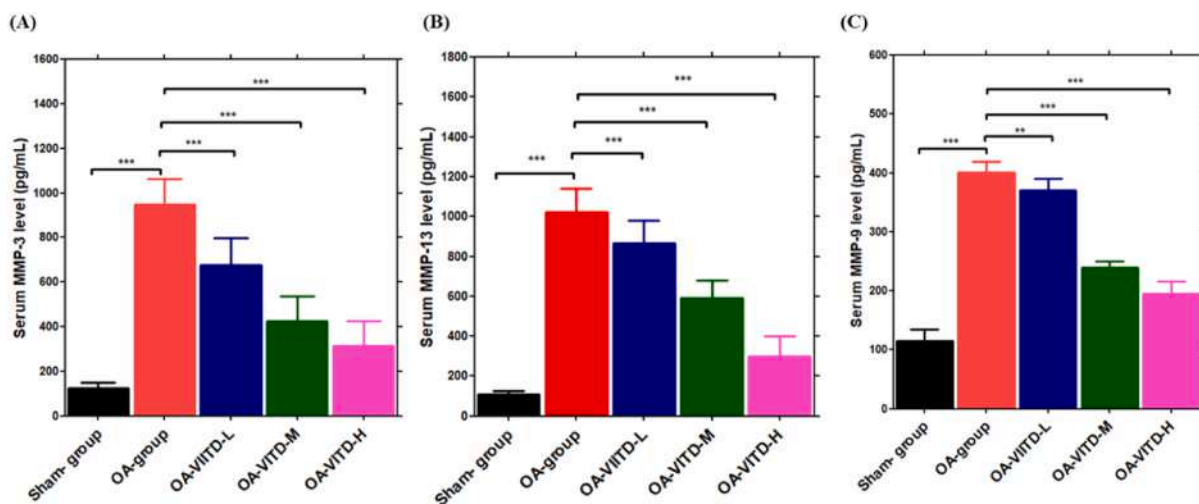 (A)
Serum MMP-3 level (pg/mL)
1600
1400
1200
1000
800
600
400
200
0
***
***
***
***
Sham- group
OA-group
OA-VIITD-L
OA-VITD-M
OA-VITD-H
(B)
Serum MMP-13 level (pg/mL)
1800
1600
1400
1200
1000
800
600
400
200
0
***
***
***
***
Sham- group
OA-group
OA-VIITD-L
OA-VITD-M
OA-VITD-H
(C)
Serum MMP-9 level (pg/mL)
600
500
400
300
200
100
0
***
***
**
***
Sham- group
OA-group
OA-VIITD-L
OA-VITD-M
OA-VITD-H